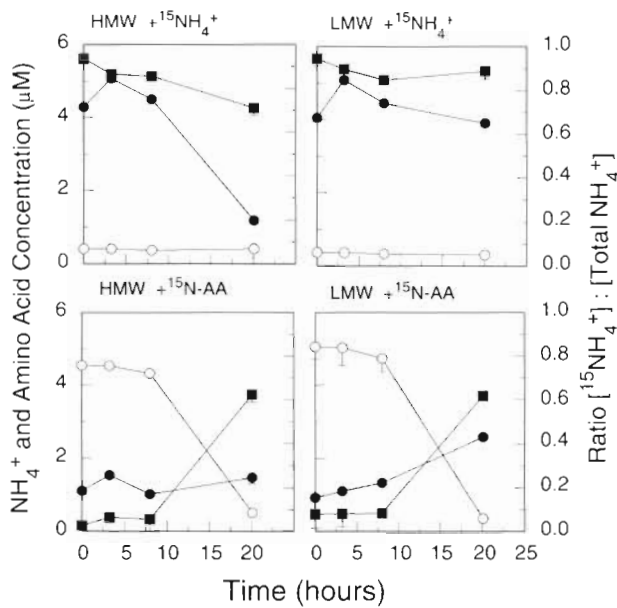 HMW +¹⁵NH₄⁺
LMW +¹⁵NH₄⁺
6
4
2
0
1.0
0.8
0.6
0.4
0.2
0.0
HMW +¹⁵N-AA
LMW +¹⁵N-AA
6
4
2
0
1.0
0.8
0.6
0.4
0.2
0.0
0 5 10 15 20
0 5 10 15 20 25
Time (hours)
NH₄⁺ and Amino Acid Concentration (μM)
Ratio [¹⁵NH₄⁺] : [Total NH₄⁺]